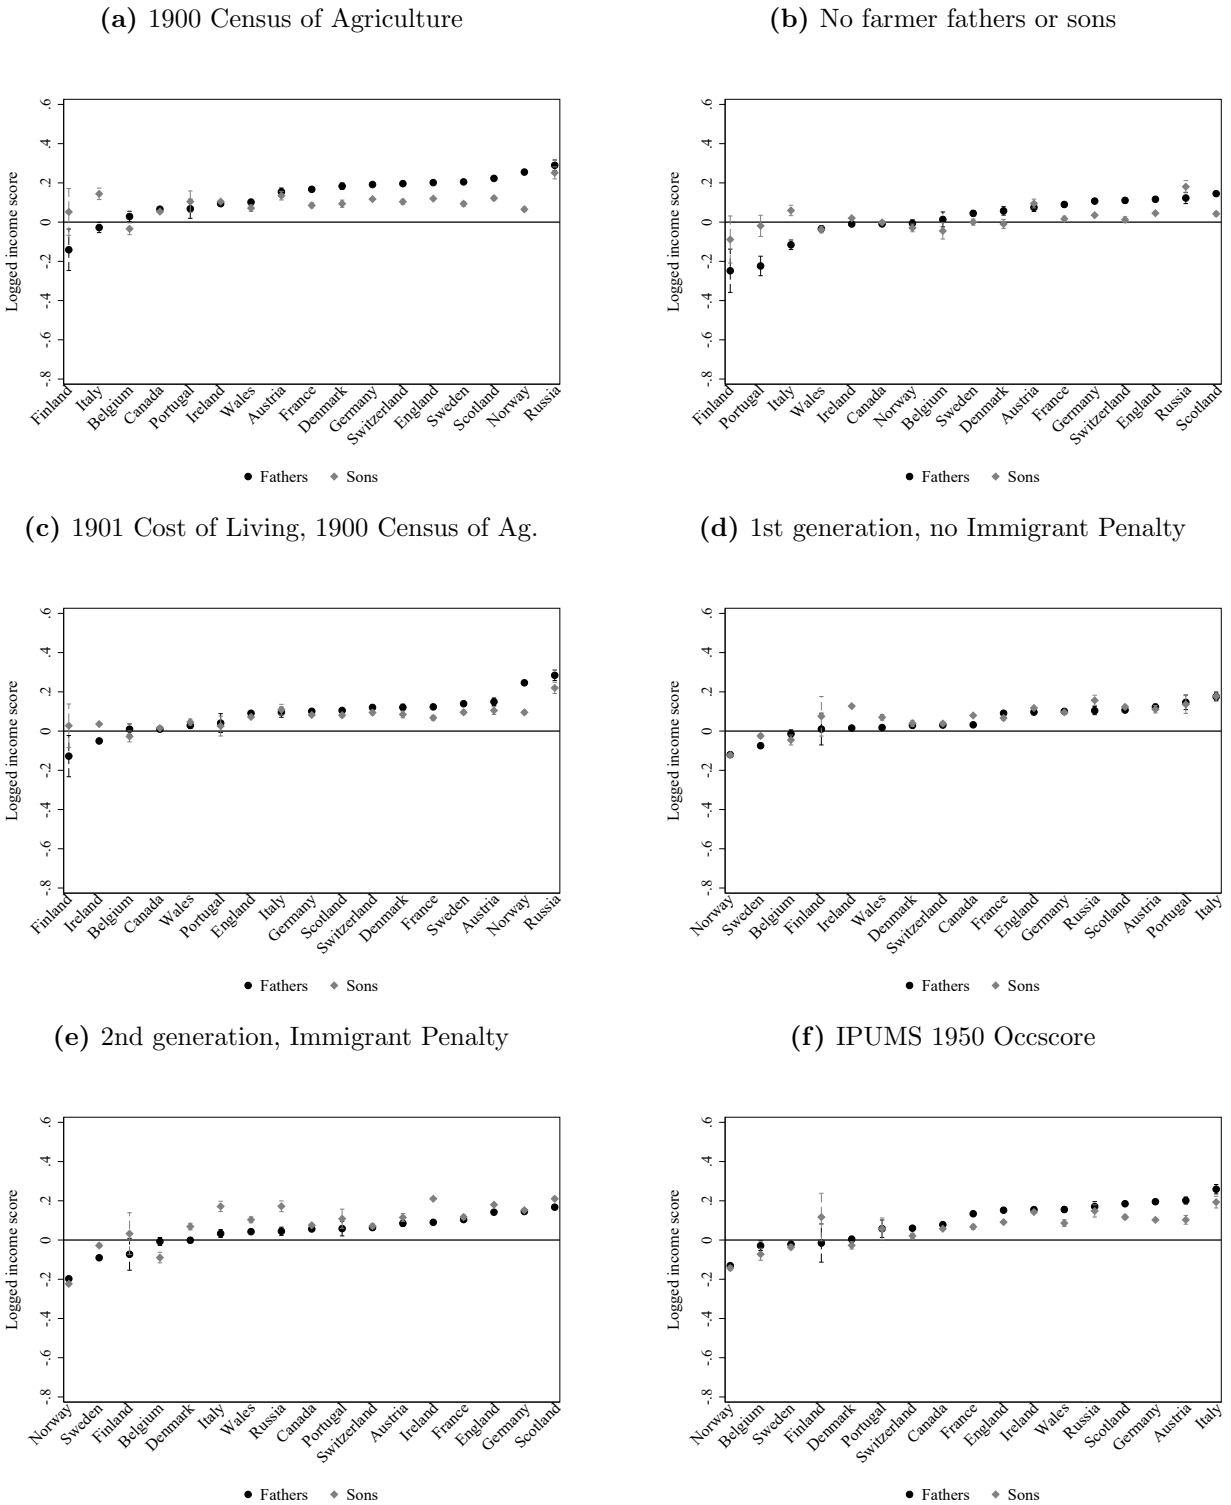 (a) 1900 Census of Agriculture
Logged income score
.6
.4
.2
0
-.2
-.4
-.6
-.8
Finland Italy Belgium Canada Portugal Ireland Wales Austria France Denmark Germany Switzerland England Sweden Scotland Norway Russia
Fathers Sons
(b) No farmer fathers or sons
Logged income score
.6
.4
.2
0
-.2
-.4
-.6
-.8
Finland Portugal Italy Wales Ireland Canada Norway Belgium Sweden Denmark Austria France Germany Switzerland England Russia Scotland
Fathers Sons
(c) 1901 Cost of Living, 1900 Census of Ag.
Logged income score
.6
.4
.2
0
-.2
-.4
-.6
-.8
Finland Ireland Belgium Canada Wales Portugal England Italy Germany Scotland Switzerland Denmark France Sweden Austria Norway Russia
Fathers Sons
(d) 1st generation, no Immigrant Penalty
Logged income score
.6
.4
.2
0
-.2
-.4
-.6
-.8
Norway Sweden Belgium Finland Ireland Wales Denmark Switzerland Canada France England Germany Russia Scotland Austria Portugal Italy
Fathers Sons
(e) 2nd generation, Immigrant Penalty
Logged income score
.6
.4
.2
0
-.2
-.4
-.6
-.8
Norway Sweden Finland Belgium Denmark Italy Wales Russia Canada Portugal Switzerland Austria Ireland France England Germany Scotland
Fathers Sons
(f) IPUMS 1950 Occscore
Logged income score
.6
.4
.2
0
-.2
-.4
-.6
-.8
Norway Belgium Sweden Finland Denmark Portugal Switzerland Canada France England Ireland Wales Russia Scotland Germany Austria Italy
Fathers Sons